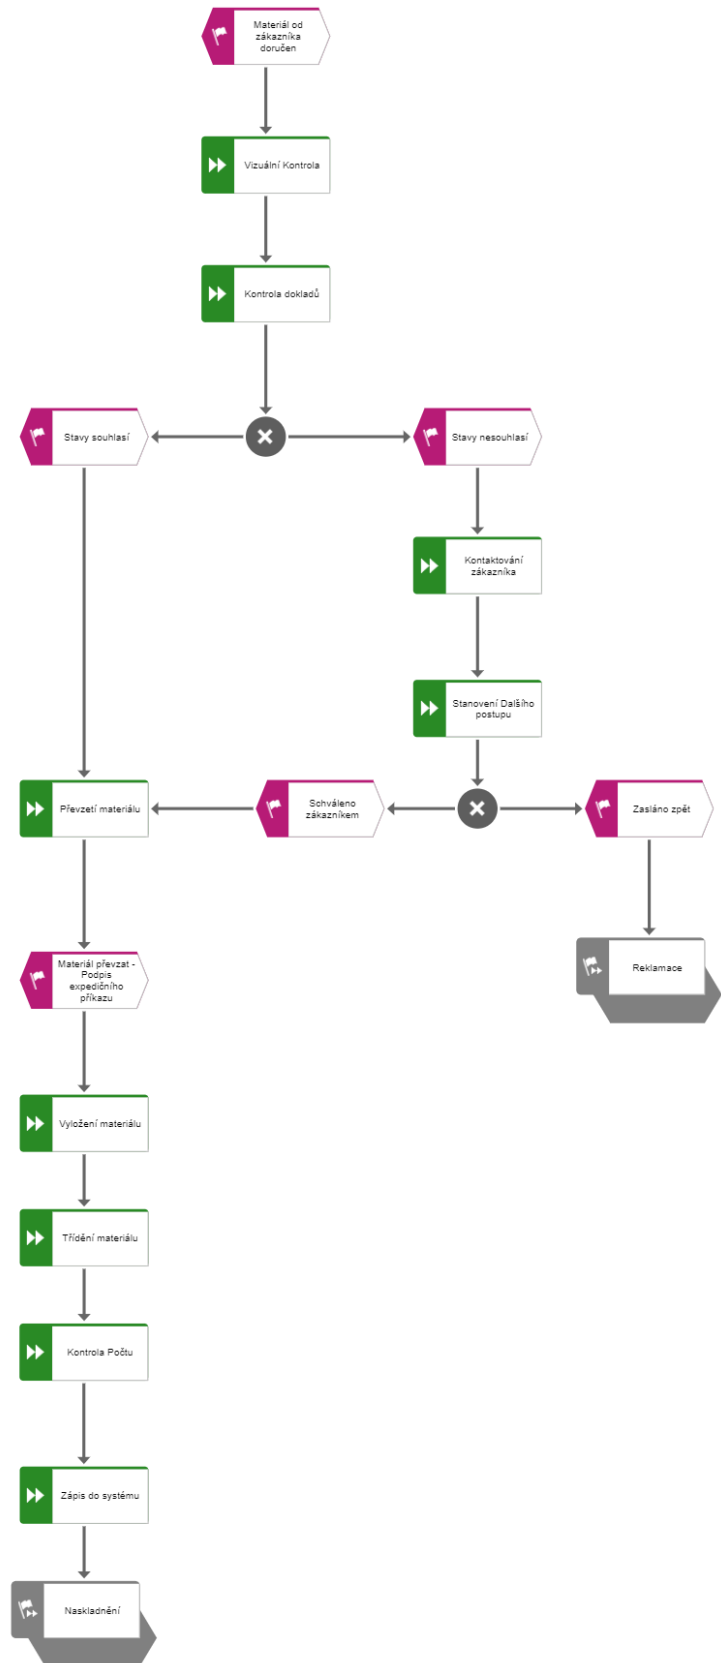 Materiál od
zákazníka
doručen
Vizuální Kontrola
Kontrola dokladů
Stavy souhlasí
Stavy nesouhlasí
Kontaktování
zákazníka
Stanovení Dalšího
postupu
Převzetí materiálu
Schváleno
zákazníkem
Zasláno zpět
Materiál převzat -
Podpis
expedičního
příkazu
Reklamace
Vyložení materiálu
Třídění materiálu
Kontrola Počtu
Zápis do systému
Naskladnění